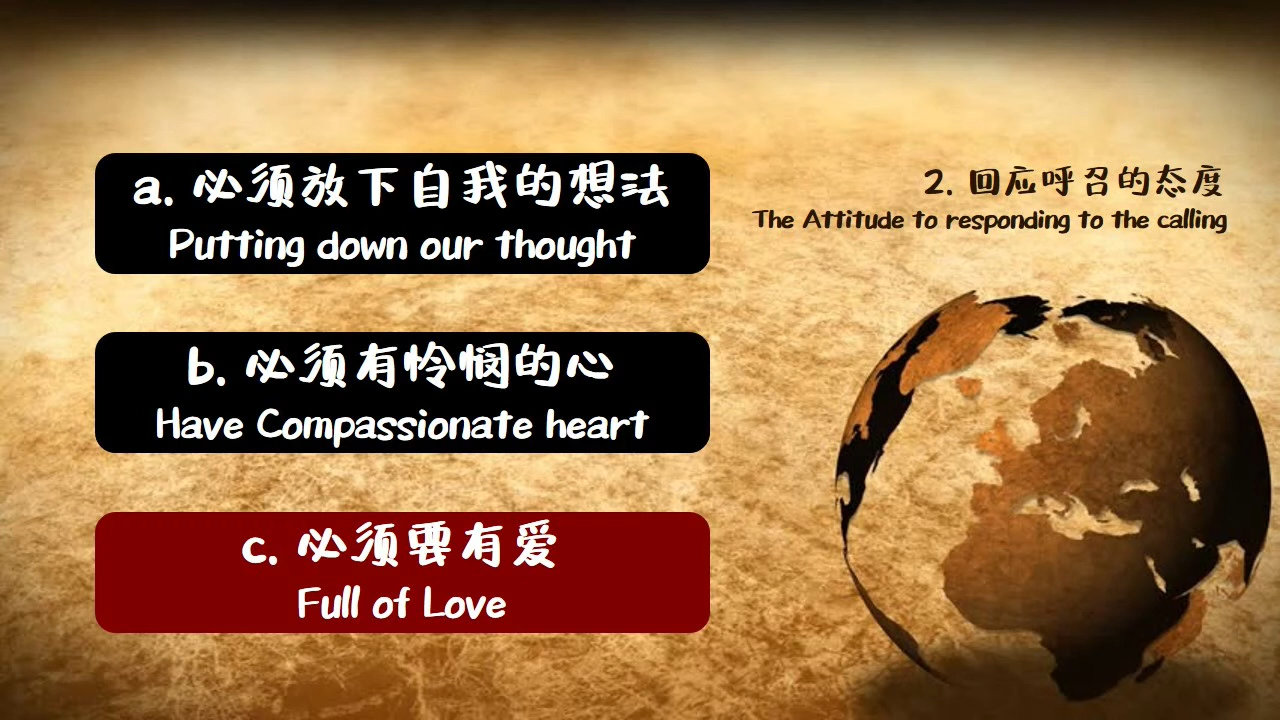 2. 回应呼召的态度
The Attitude to responding to the calling
a. 必须放下自我的想法
Putting down our thought
b. 必须有怜悯的心
Have Compassionate heart
c. 必须要有爱
Full of Love